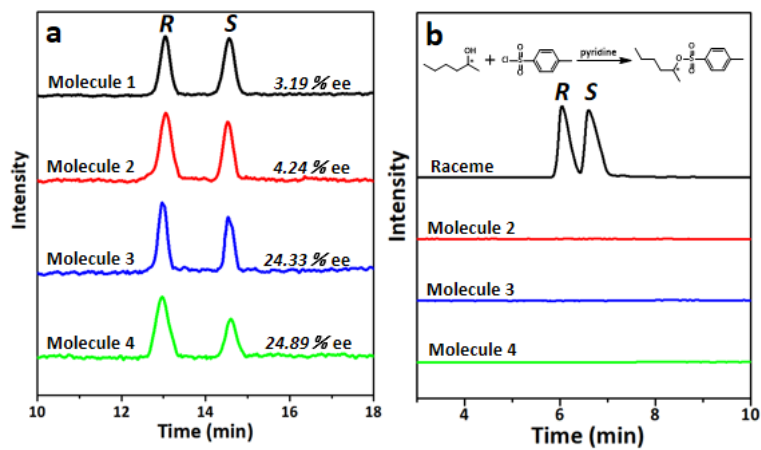 a
R S
Molecule 1
3.19 % ee
Molecule 2
4.24 % ee
Molecule 3
24.33 % ee
Molecule 4
24.89 % ee
Intensity
10 12 14 16 18
Time (min)
b
OH
*
+
Cl S O O
pyridine
O S O O
*
R S
Raceme
Molecule 2
Molecule 3
Molecule 4
Intensity
4 6 8 10
Time (min)